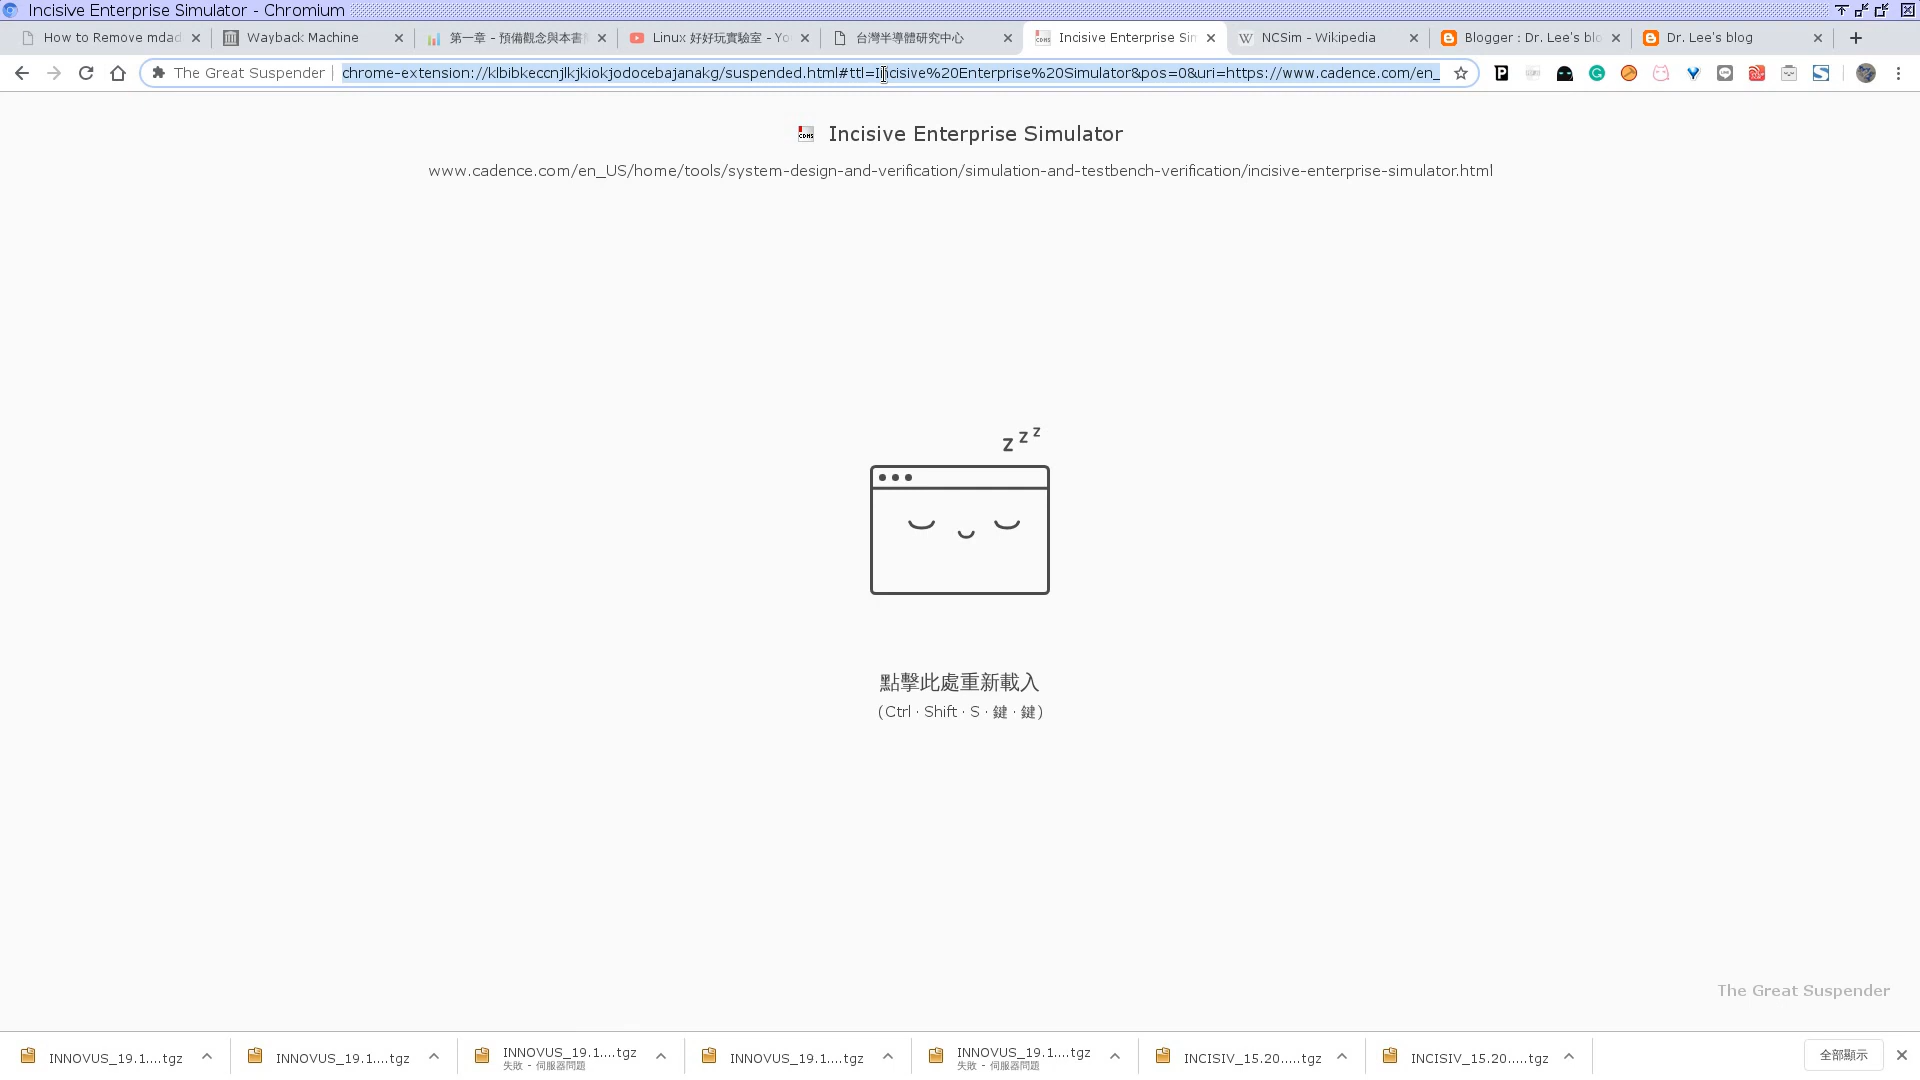 Incisive Enterprise Simulator - Chromium
How to Remove mdad
Wayback Machine
第一章 - 預備觀念與本書
Linux 好好玩實驗室 - Yo
台灣半導體研究中心
Incisive Enterprise Sim
NCSim - Wikipedia
Blogger : Dr. Lee's blo
Dr. Lee's blog
The Great Suspender
chrome-extension://klbibkeccnjlkjkiokjodocebajanakg/suspended.html#ttl=Incisive%20Enterprise%20Simulator&pos=0&uri=https://www.cadence.com/en_
Incisive Enterprise Simulator
www.cadence.com/en_US/home/tools/system-design-and-verification/simulation-and-testbench-verification/incisive-enterprise-simulator.html
z z z
點擊此處重新載入
(Ctrl · Shift · S · 鍵 · 鍵)
The Great Suspender
INNOVUS_19.1....tgz
INNOVUS_19.1....tgz
INNOVUS_19.1....tgz
失敗 - 伺服器問題
INNOVUS_19.1....tgz
INNOVUS_19.1....tgz
失敗 - 伺服器問題
INCISIV_15.20.....tgz
INCISIV_15.20.....tgz
全部顯示